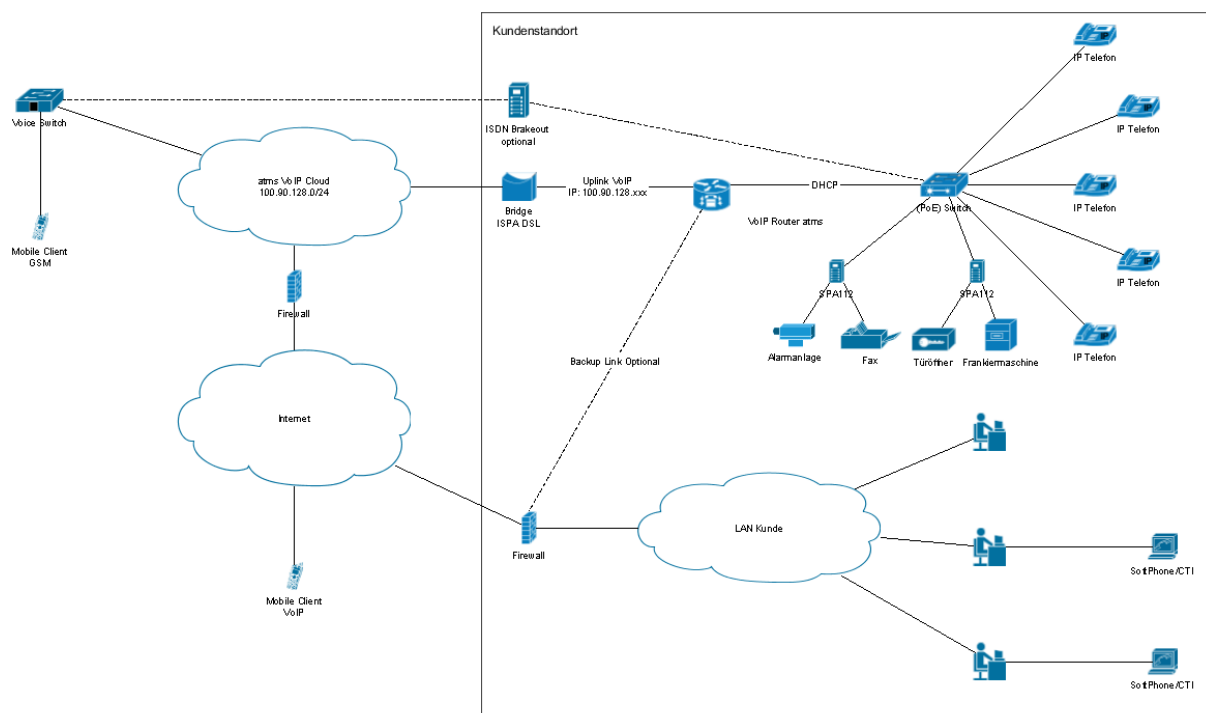 Kundenstandort
IP Telefon
Voice Switch
ISDN Brakeout
optional
IP Telefon
atms VoIP Cloud
100.90.128.0/24
Uplink VoIP
IP: 100.90.128.xxx
DHCP
IP Telefon
Bridge
ISPA DSL
VoIP Router atms
(PoE) Switch
Mobile Client
GSM
IP Telefon
SPA112
SPA112
Firewall
Alarmanlage
Fax
Türöffner
Frankiermaschine
IP Telefon
Backup Link Optional
Internet
LAN Kunde
Firewall
SoftPhone/CTI
Mobile Client
VoIP
SoftPhone/CTI